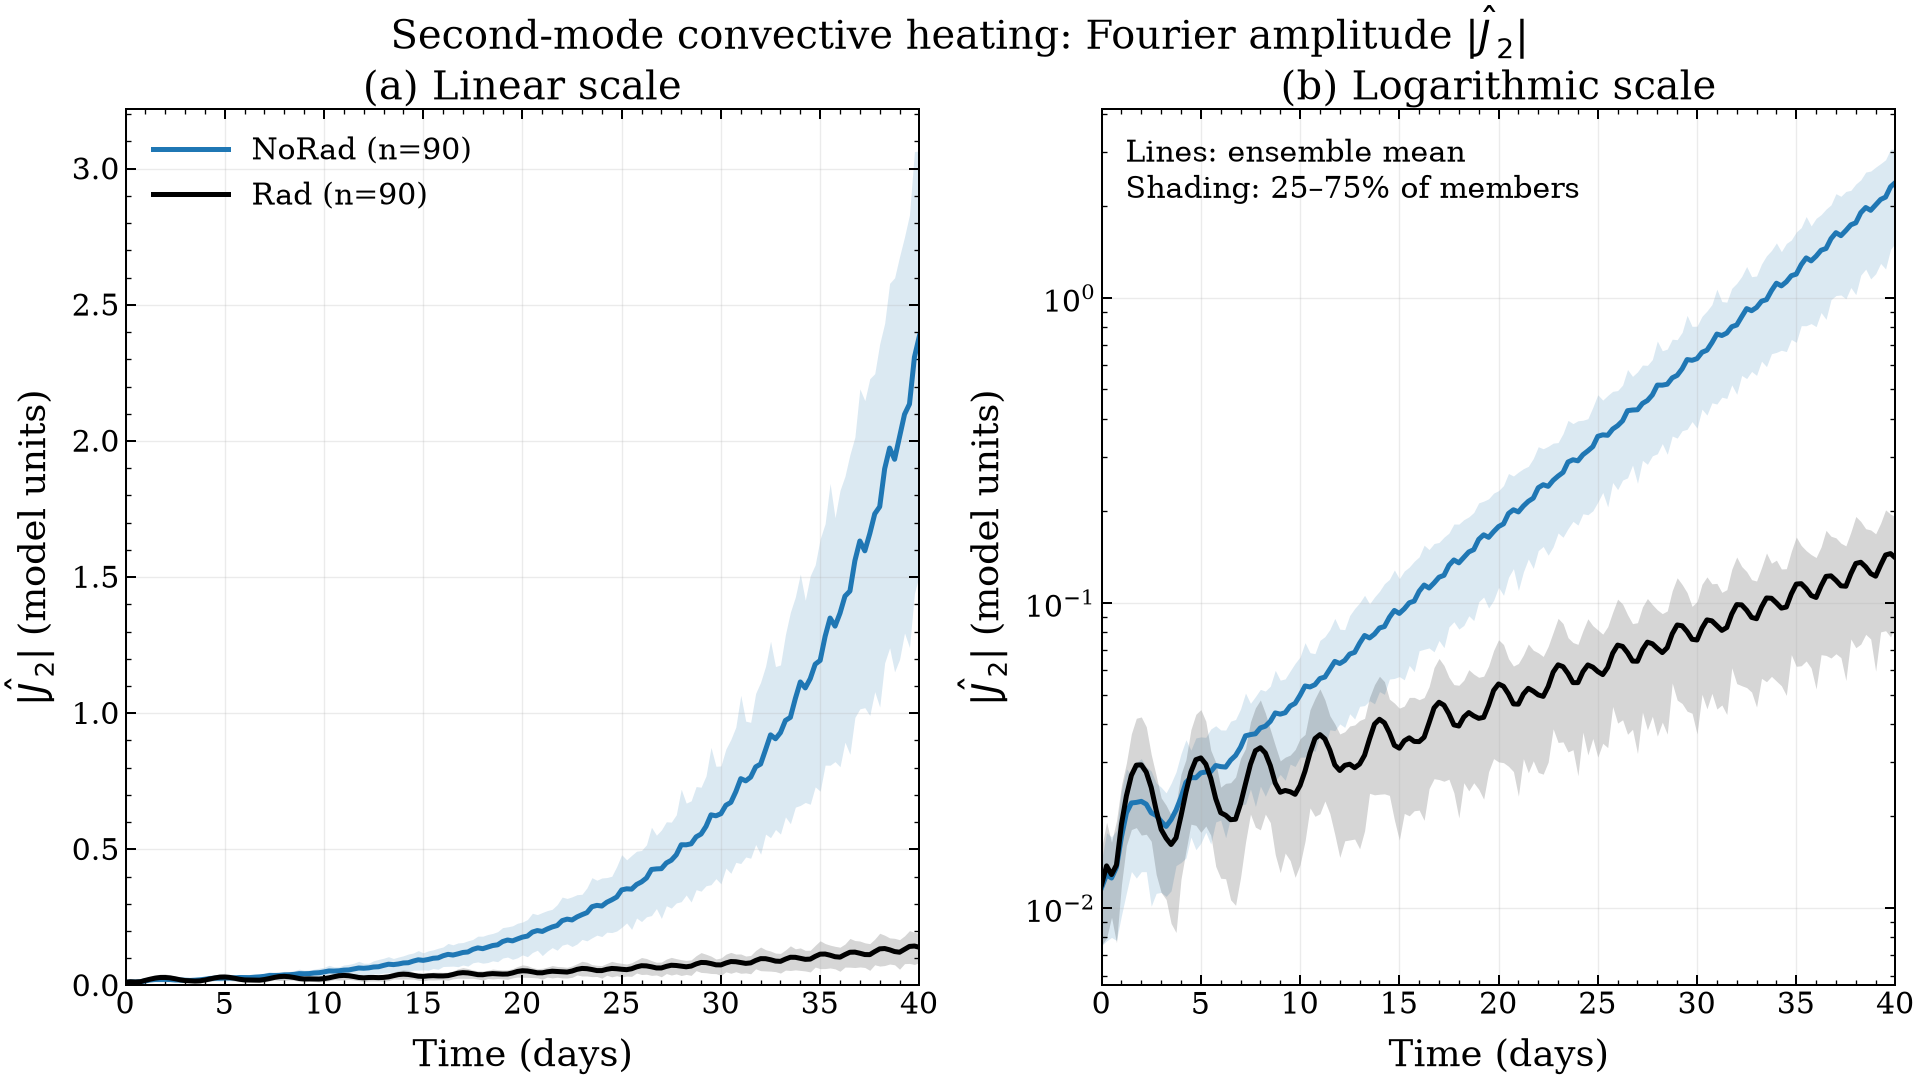 Second-mode convective heating: Fourier amplitude |Ĵ₂|
(a) Linear scale
NoRad (n=90)
Rad (n=90)
3.0
2.5
2.0
1.5
1.0
0.5
0.0
0 5 10 15 20 25 30 35 40
Time (days)
|Ĵ₂| (model units)
(b) Logarithmic scale
Lines: ensemble mean
Shading: 25–75% of members
10⁰
10⁻¹
10⁻²
0 5 10 15 20 25 30 35 40
Time (days)
|Ĵ₂| (model units)